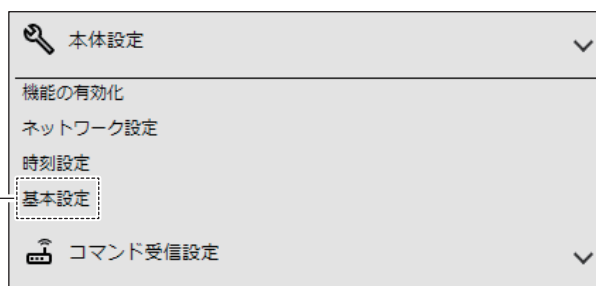 本体設定
機能の有効化
ネットワーク設定
時刻設定
基本設定
コマンド受信設定